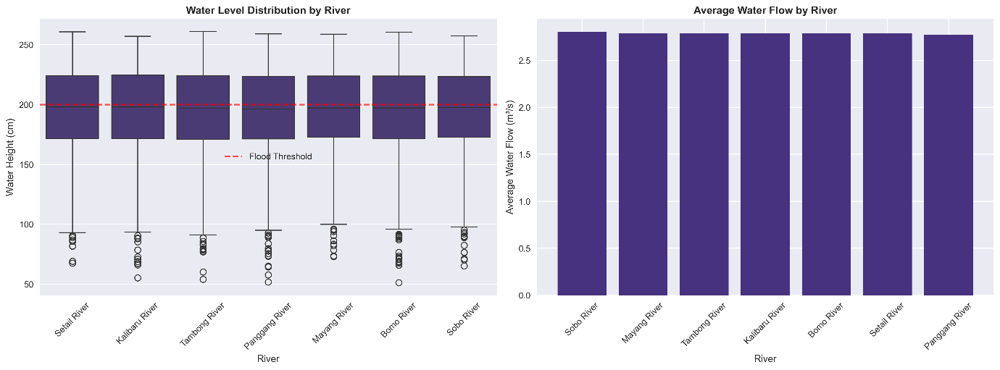 Water Level Distribution by River
Water Height (cm)
250
200
150
100
50
Flood Threshold
Setail River
Kalibaru River
Tambong River
Panggang River
Mayang River
Bomo River
Sobo River
River
Average Water Flow by River
Average Water Flow (m³/s)
2.5
2.0
1.5
1.0
0.5
0.0
Sobo River
Mayang River
Tambong River
Kalibaru River
Bomo River
Setail River
Panggang River
River